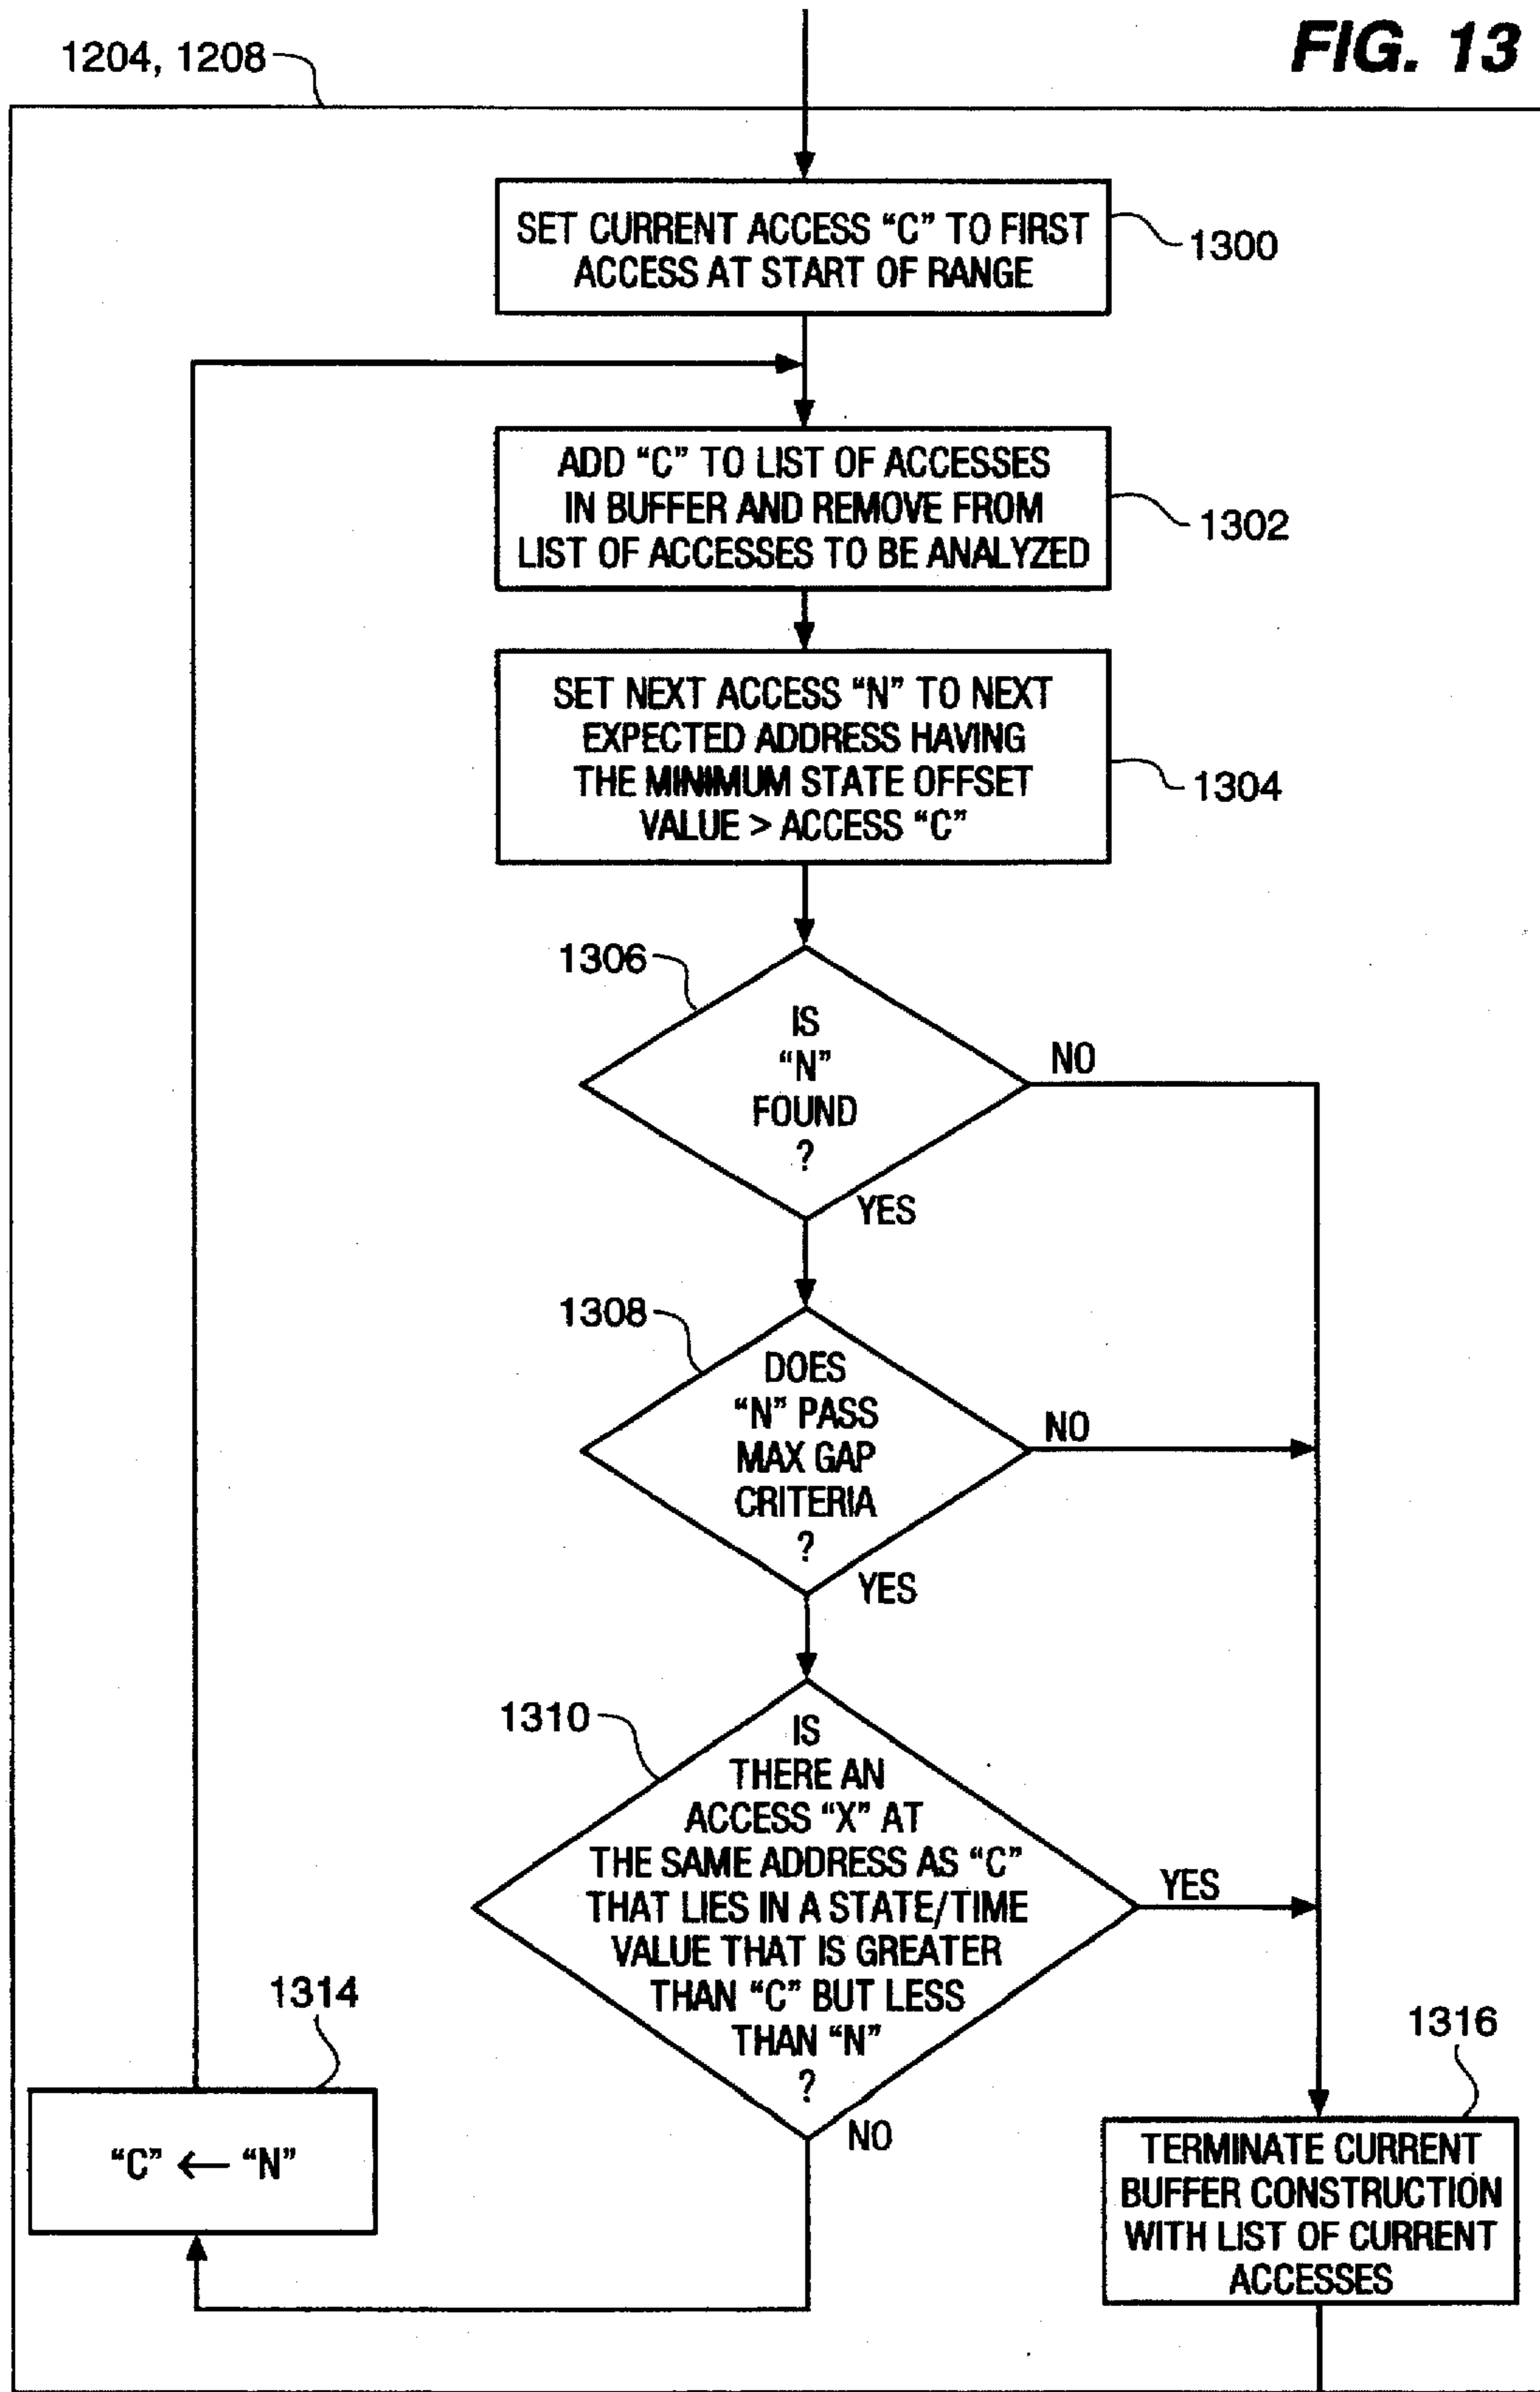 FIG. 13
1204, 1208
SET CURRENT ACCESS “C” TO FIRST
ACCESS AT START OF RANGE
1300
ADD “C” TO LIST OF ACCESSES
IN BUFFER AND REMOVE FROM
LIST OF ACCESSES TO BE ANALYZED
1302
SET NEXT ACCESS “N” TO NEXT
EXPECTED ADDRESS HAVING
THE MINIMUM STATE OFFSET
VALUE > ACCESS “C”
1304
1306
IS
“N”
FOUND
?
NO
YES
1308
DOES
“N” PASS
MAX GAP
CRITERIA
?
NO
YES
1310
IS
THERE AN
ACCESS “X” AT
THE SAME ADDRESS AS “C”
THAT LIES IN A STATE/TIME
VALUE THAT IS GREATER
THAN “C” BUT LESS
THAN “N”
?
YES
NO
1314
“C” ← “N”
1316
TERMINATE CURRENT
BUFFER CONSTRUCTION
WITH LIST OF CURRENT
ACCESSES